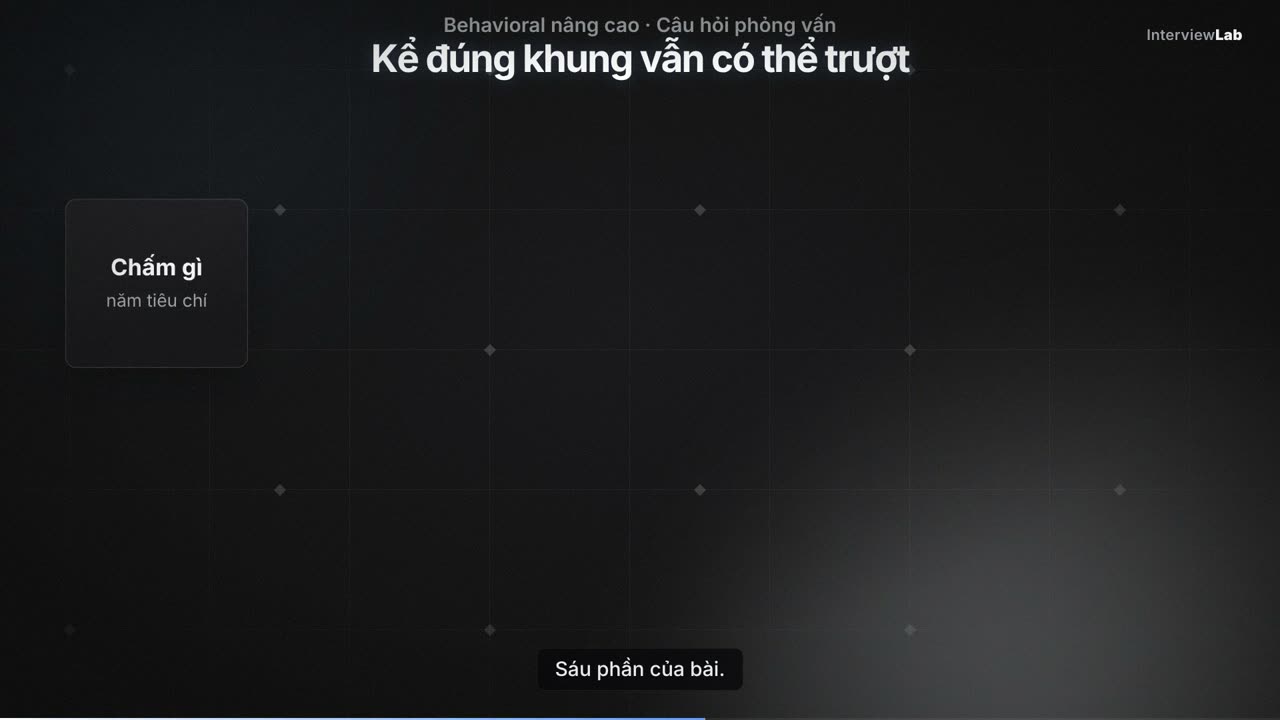 Behavioral nâng cao · Câu hỏi phỏng vấn
Kể đúng khung vẫn có thể trượt
InterviewLab
Chấm gì
năm tiêu chí
Sáu phần của bài.